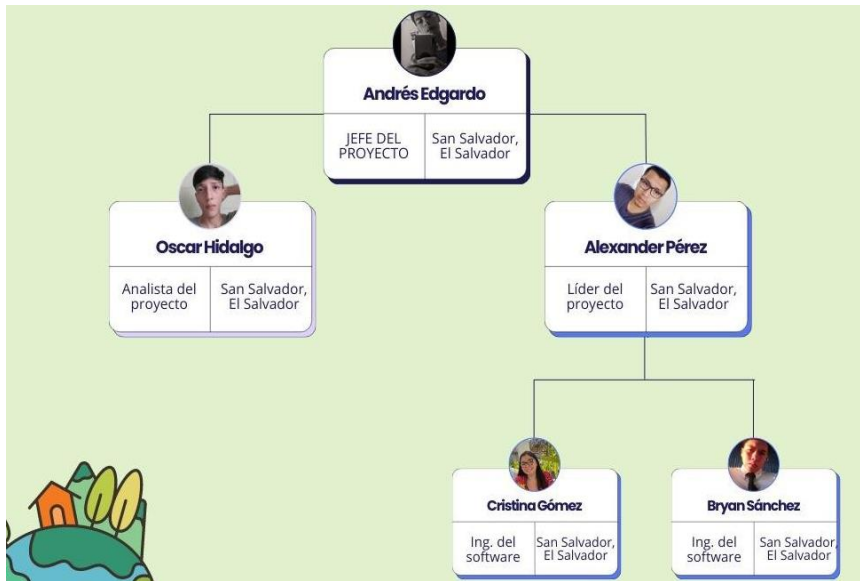 Andrés Edgardo
JEFE DEL
PROYECTO
San Salvador,
El Salvador
Oscar Hidalgo
Analista del
proyecto
San Salvador,
El Salvador
Alexander Pérez
Líder del
proyecto
San Salvador,
El Salvador
Cristina Gómez
Ing. del
software
San Salvador,
El Salvador
Bryan Sánchez
Ing. del
software
San Salvador,
El Salvador